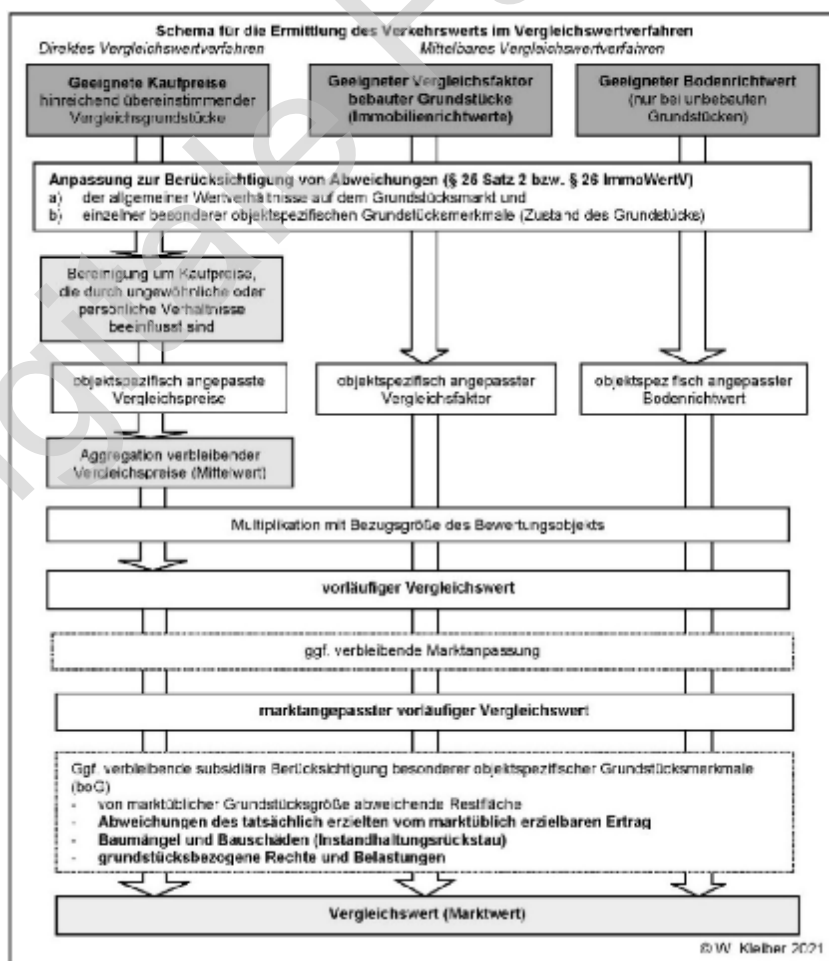 Schema für die Ermittlung des Verkehrswerts im Vergleichswertverfahren
Direktes Vergleichswertverfahren
Mittelbares Vergleichswertverfahren
Geeignete Kaufpreise
hinreichend übereinstimmender
Vergleichsgrundstücke
Geeigneter Vergleichsfaktor
bebauter Grundstücke
(Immobilienrichtwerte)
Geeigneter Bodenrichtwert
(nur bei unbebauten
Grundstücken)
Anpassung zur Berücksichtigung von Abweichungen (§ 26 Satz 2 bzw. § 26 ImmoWertV)
a) der allgemeiner Wertverhältnisse auf dem Grundstücksmarkt und
b) einzelner besonderer objektspezifischen Grundstücksmerkmale (Zustand des Grundstücks)
Bereinigung um Kaufpreise,
die durch ungewöhnliche oder
persönliche Verhältnisse
beeinflusst sind
objektspezifisch angepasste
Vergleichspreise
objektspezifisch angepasster
Vergleichsfaktor
objektspezifisch angepasster
Bodenrichtwert
Aggregation verbleibender
Vergleichspreise (Mittelwert)
Multiplikation mit Bezugsgröße des Bewertungsobjekts
vorläufiger Vergleichswert
ggf. verbleibende Marktanpassung
marktangepasster vorläufiger Vergleichswert
Ggf. verbleibende subsidiäre Berücksichtigung besonderer objektspezifischer Grundstücksmerkmale
(boG)
- von marktüblicher Grundstücksgröße abweichende Restfläche
- Abweichungen des tatsächlich erzielten vom marktüblich erzielbaren Ertrag
- Baumängel und Bauschäden (Instandhaltungsrückstau)
- grundstücksbezogene Rechte und Belastungen
Vergleichswert (Marktwert)
© W. Kleiber 2021